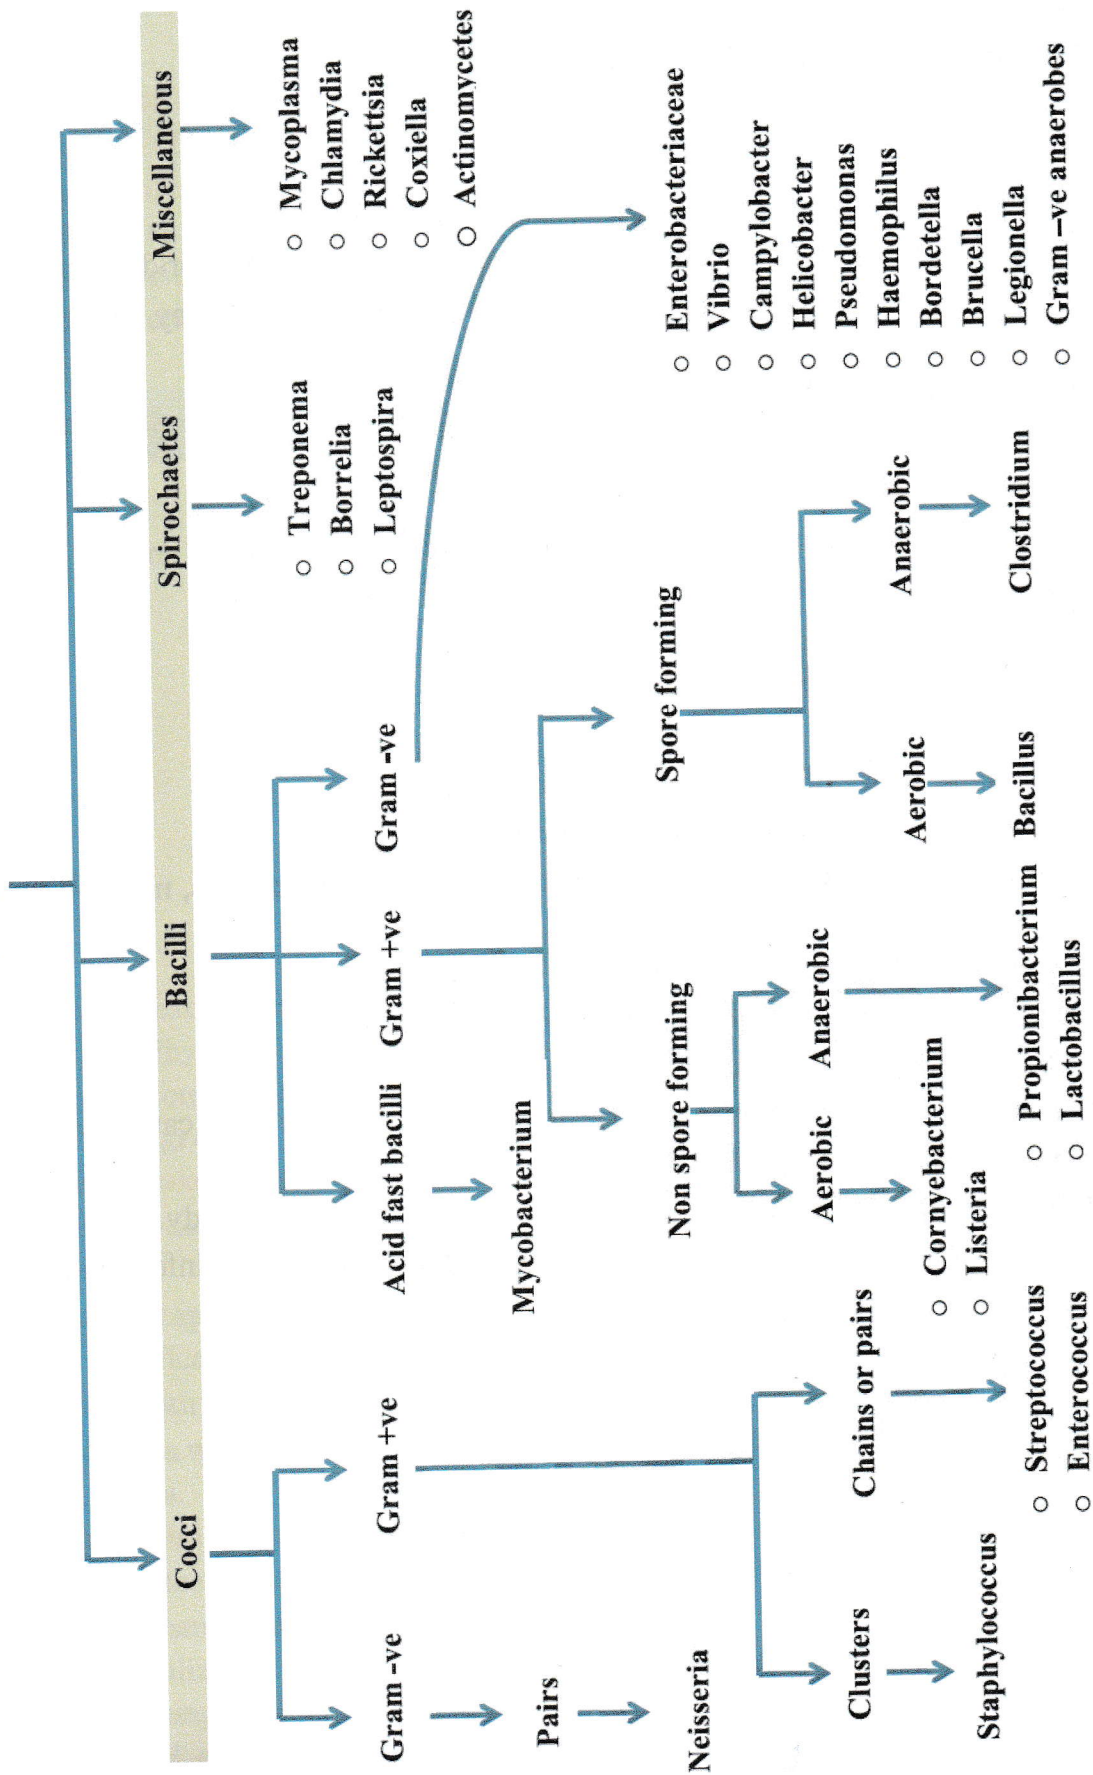 Cocci
Bacilli
Spirochaetes
Miscellaneous
Gram -ve
Gram +ve
Pairs
Neisseria
Clusters
Chains or pairs
Staphylococcus
○ Streptococcus
○ Enterococcus
Acid fast bacilli
Gram +ve
Gram -ve
Mycobacterium
Non spore forming
Spore forming
Aerobic
Anaerobic
○ Cornyebacterium
○ Listeria
○ Propionibacterium
○ Lactobacillus
Aerobic
Anaerobic
Bacillus
Clostridium
○ Enterobacteriaceae
○ Vibrio
○ Campylobacter
○ Helicobacter
○ Pseudomonas
○ Haemophilus
○ Bordetella
○ Brucella
○ Legionella
○ Gram –ve anaerobes
○ Treponema
○ Borrelia
○ Leptospira
○ Mycoplasma
○ Chlamydia
○ Rickettsia
○ Coxiella
○ Actinomycetes